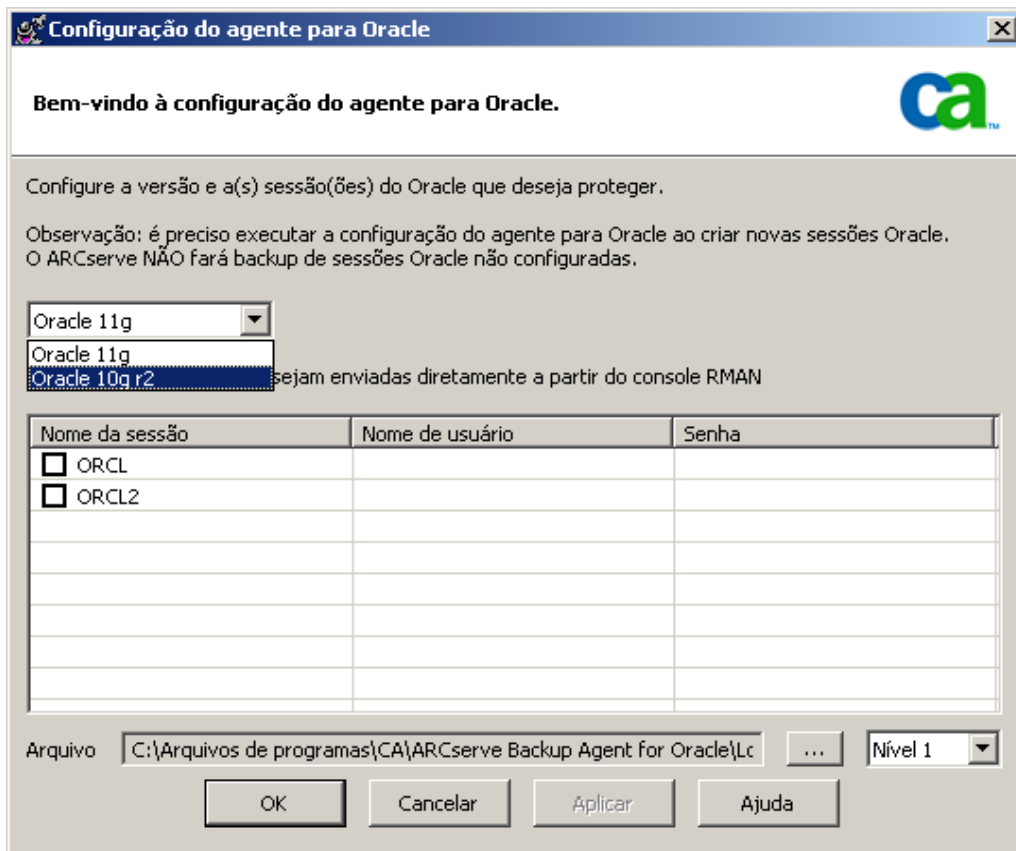 Configuração do agente para Oracle
Bem-vindo à configuração do agente para Oracle.
ca
TM
Configure a versão e a(s) sessão(ões) do Oracle que deseja proteger.
Observação: é preciso executar a configuração do agente para Oracle ao criar novas sessões Oracle.
O ARCserve NÃO fará backup de sessões Oracle não configuradas.
Oracle 11g
Oracle 11g
Oracle 10g r2
sejam enviadas diretamente a partir do console RMAN
Nome da sessão Nome de usuário Senha
ORCL
ORCL2
Arquivo C:\Arquivos de programas\CA\ARCserve Backup Agent for Oracle\Lc ... Nível 1
OK Cancelar Aplicar Ajuda